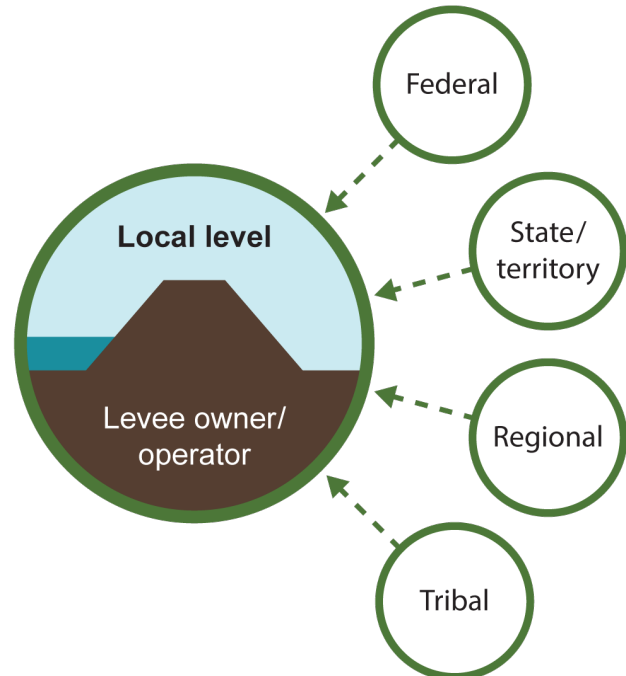 Federal
Local level
State/
territory
Levee owner/
operator
Regional
Tribal